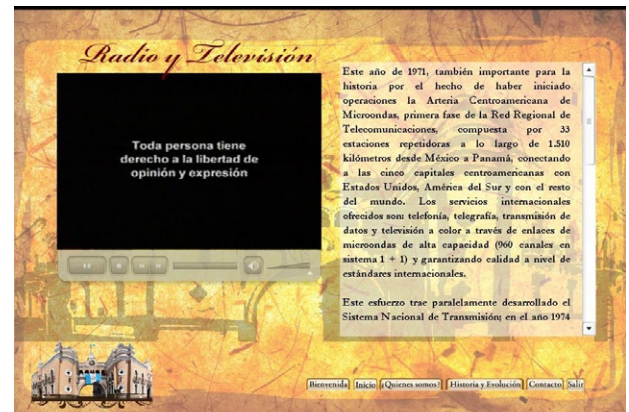 Radio y Televisión
Toda persona tiene
derecho a la libertad de
opinión y expresión
Este año de 1971, también importante para la
historia por el hecho de haber iniciado
operaciones la Arteria Centroamericana de
Microondas, primera fase de la Red Regional de
Telecomunicaciones, compuesta por 33
estaciones repetidoras a lo largo de 1.510
kilómetros desde México a Panamá, conectando
a las cinco capitales centroamericanas con
Estados Unidos, América del Sur y con el resto
del mundo. Los servicios internacionales
ofrecidos son: telefonía, telegrafía, transmisión de
datos y televisión a color a través de enlaces de
microondas de alta capacidad (960 canales en
sistema 1 + 1) y garantizando calidad a nivel de
estándares internacionales.
Este esfuerzo trae paralelamente desarrollado el
Sistema Nacional de Transmisión; en el año 1974
Bienvenida Inicio ¿Quienes somos? Historia y Evolución Contacto Salir